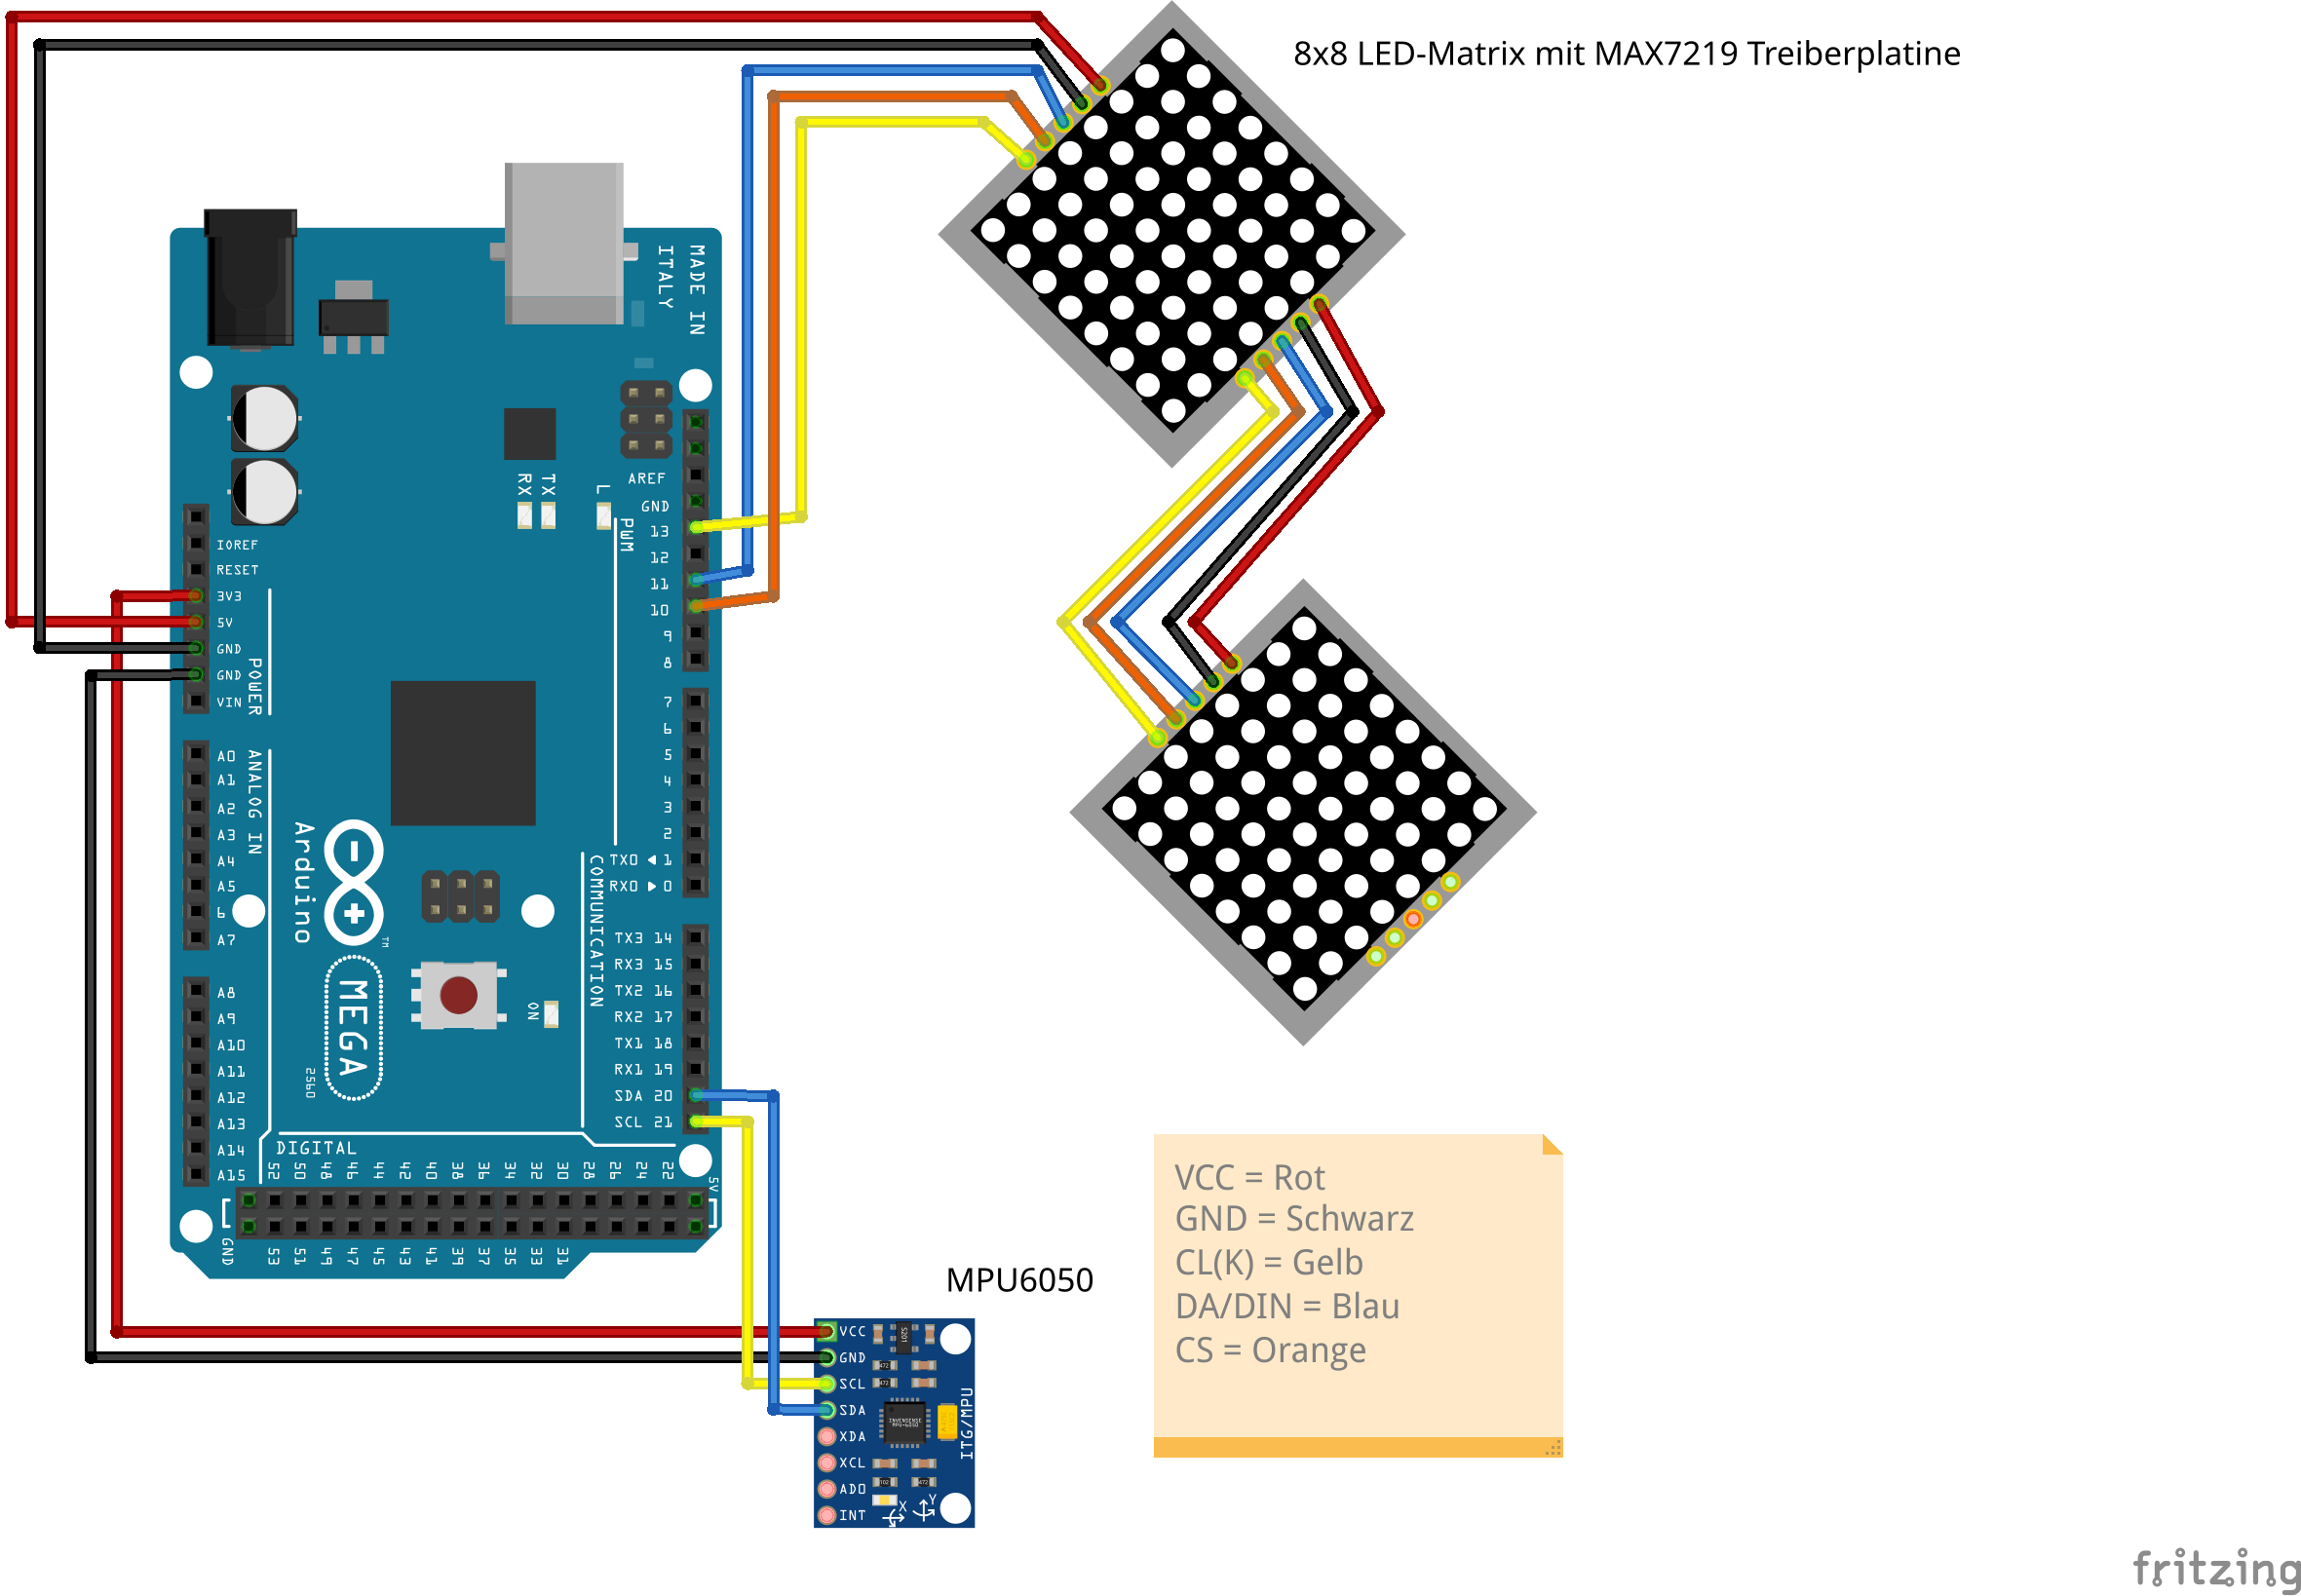 8x8 LED-Matrix mit MAX7219 Treiberplatine
MADE IN
ITALY
RX
TX
L
PWM
AREF
GND
13
12
11
10
9
8
7
6
5
4
3
2
TX0 1
RX0 0
COMMUNICATION
TX3 14
RX3 15
TX2 16
RX2 17
TX1 18
RX1 19
SDA 20
SCL 21
IOREF
RESET
3V3
5V
GND
GND
VIN
POWER
A0
A1
A2
A3
A4
A5
6
A7
ANALOG IN
A8
A9
A10
A11
A12
A13
A14
A15
Arduino
TM
MEGA
2560
ON
DIGITAL
52 50 48 46 44 42 40 38 36 34 32 30 28 26 24 22
5V
GND
53 51 49 47 45 43 41 39 37 35 33 31
MPU6050
VCC
GND
SCL
SDA
XDA
XCL
AD0
INT
ITG/MPU
X
Y
VCC = Rot
GND = Schwarz
CL(K) = Gelb
DA/DIN = Blau
CS = Orange
fritzing